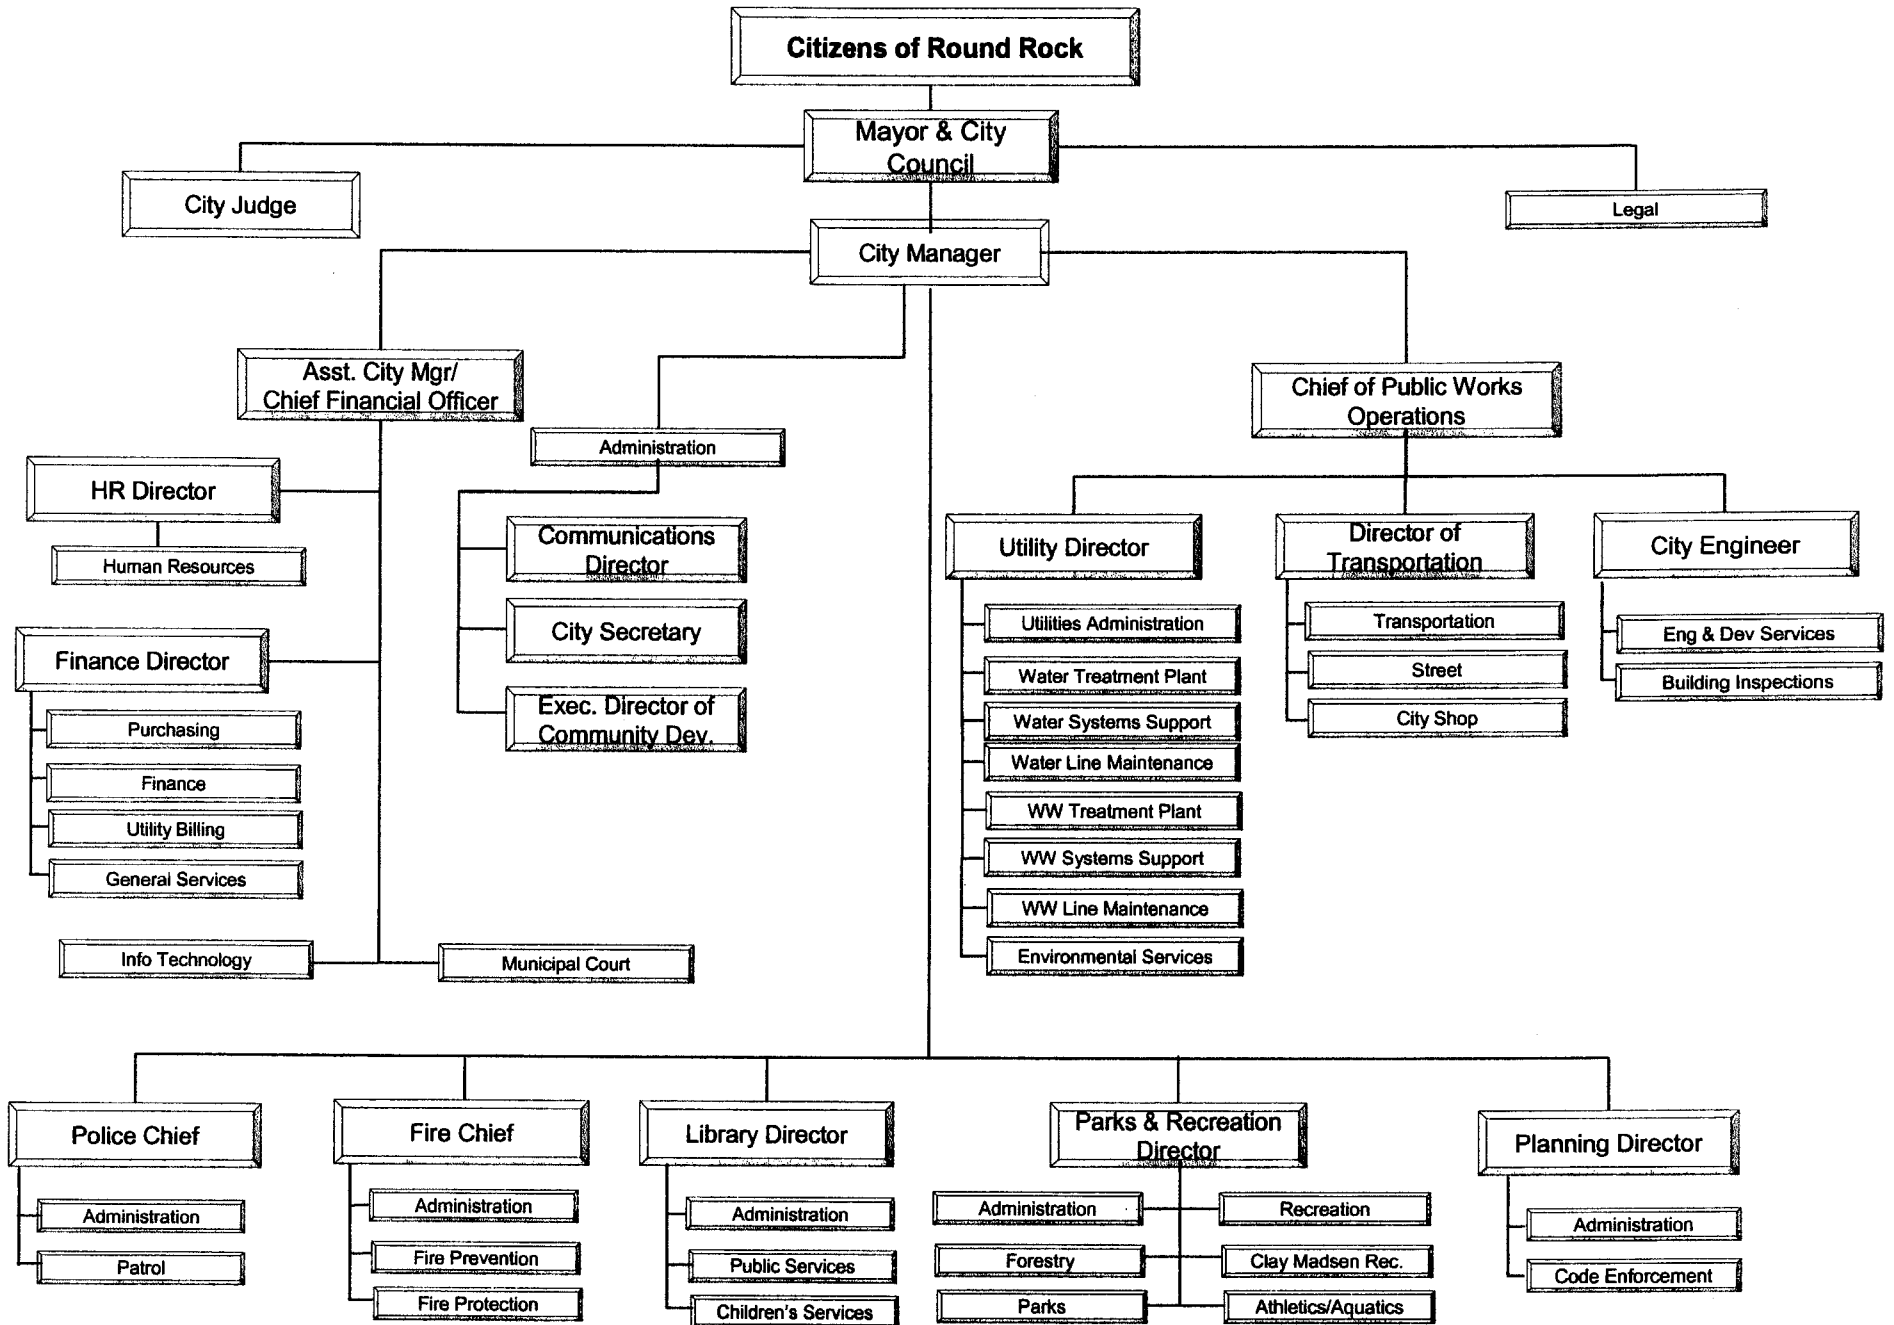 Citizens of Round Rock
Mayor & City
Council
City Judge
Legal
City Manager
Asst. City Mgr/
Chief Financial Officer
Chief of Public Works
Operations
Administration
HR Director
Human Resources
Communications
Director
City Secretary
Exec. Director of
Community Dev.
Finance Director
Purchasing
Finance
Utility Billing
General Services
Info Technology
Municipal Court
Utility Director
Utilities Administration
Water Treatment Plant
Water Systems Support
Water Line Maintenance
WW Treatment Plant
WW Systems Support
WW Line Maintenance
Environmental Services
Director of
Transportation
Transportation
Street
City Shop
City Engineer
Eng & Dev Services
Building Inspections
Police Chief
Administration
Patrol
Fire Chief
Administration
Fire Prevention
Fire Protection
Library Director
Administration
Public Services
Children's Services
Parks & Recreation
Director
Administration
Forestry
Parks
Recreation
Clay Madsen Rec.
Athletics/Aquatics
Planning Director
Administration
Code Enforcement